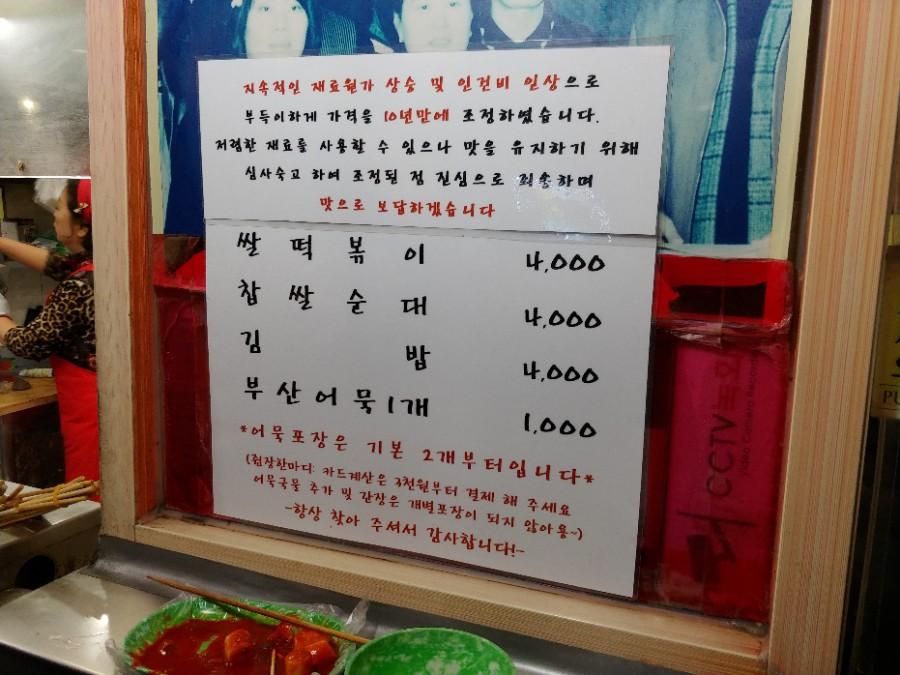 지속적인 재료원가 상승 및 인건비 인상으로
부득이하게 가격을 10년만에 조정하였습니다.
저렴한 재료를 사용할 수 있으나 맛을 유지하기 위해
심사숙고 하여 조정된 점 진심으로 죄송하며
맛으로 보답하겠습니다
쌀떡볶이 4,000
찹쌀순대 4,000
김밥 4,000
부산어묵1개 1,000
*어묵포장은 기본 2개부터입니다*
(쥔장한마디: 카드계산은 3천원부터 결제 해 주세요
어묵국물 추가 및 간장은 개별포장이 되지 않아용~)
-항상 찾아 주셔서 감사합니다!-
CCTV 녹화
PU